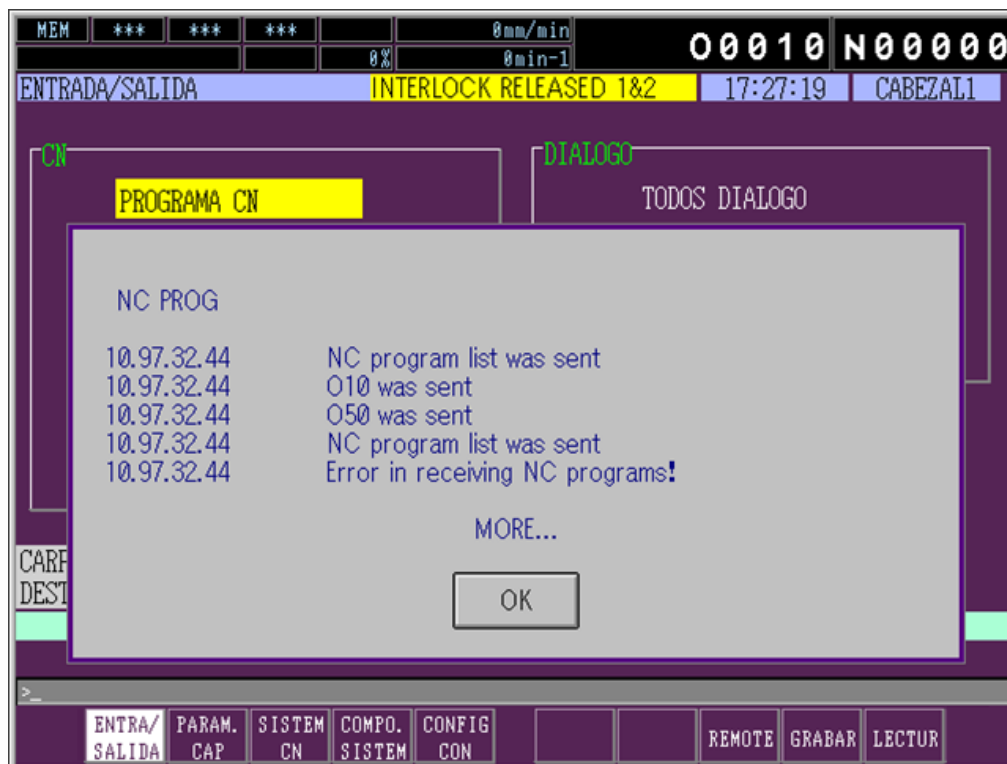 MEM *** *** *** 0mm/min
0% 0min-1 O0010 N00000
ENTRADA/SALIDA INTERLOCK RELEASED 1&2 17:27:19 CABEZAL1
CN DIALOGO
PROGRAMA CN TODOS DIALOGO
NC PROG
10.97.32.44 NC program list was sent
10.97.32.44 O10 was sent
10.97.32.44 O50 was sent
10.97.32.44 NC program list was sent
10.97.32.44 Error in receiving NC programs!
MORE...
CARP
DEST
OK
>_
ENTRA/ PARAM. SISTEM COMPO. CONFIG REMOTE GRABAR LECTUR
SALIDA CAP CN SISTEM CON